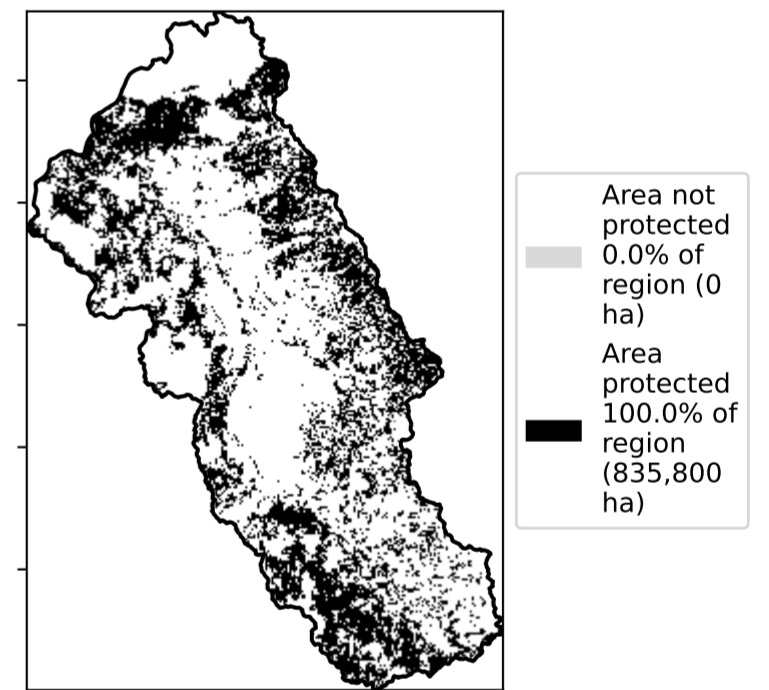 Area not
protected
0.0% of
region (0
ha)
Area
protected
100.0% of
region
(835,800
ha)